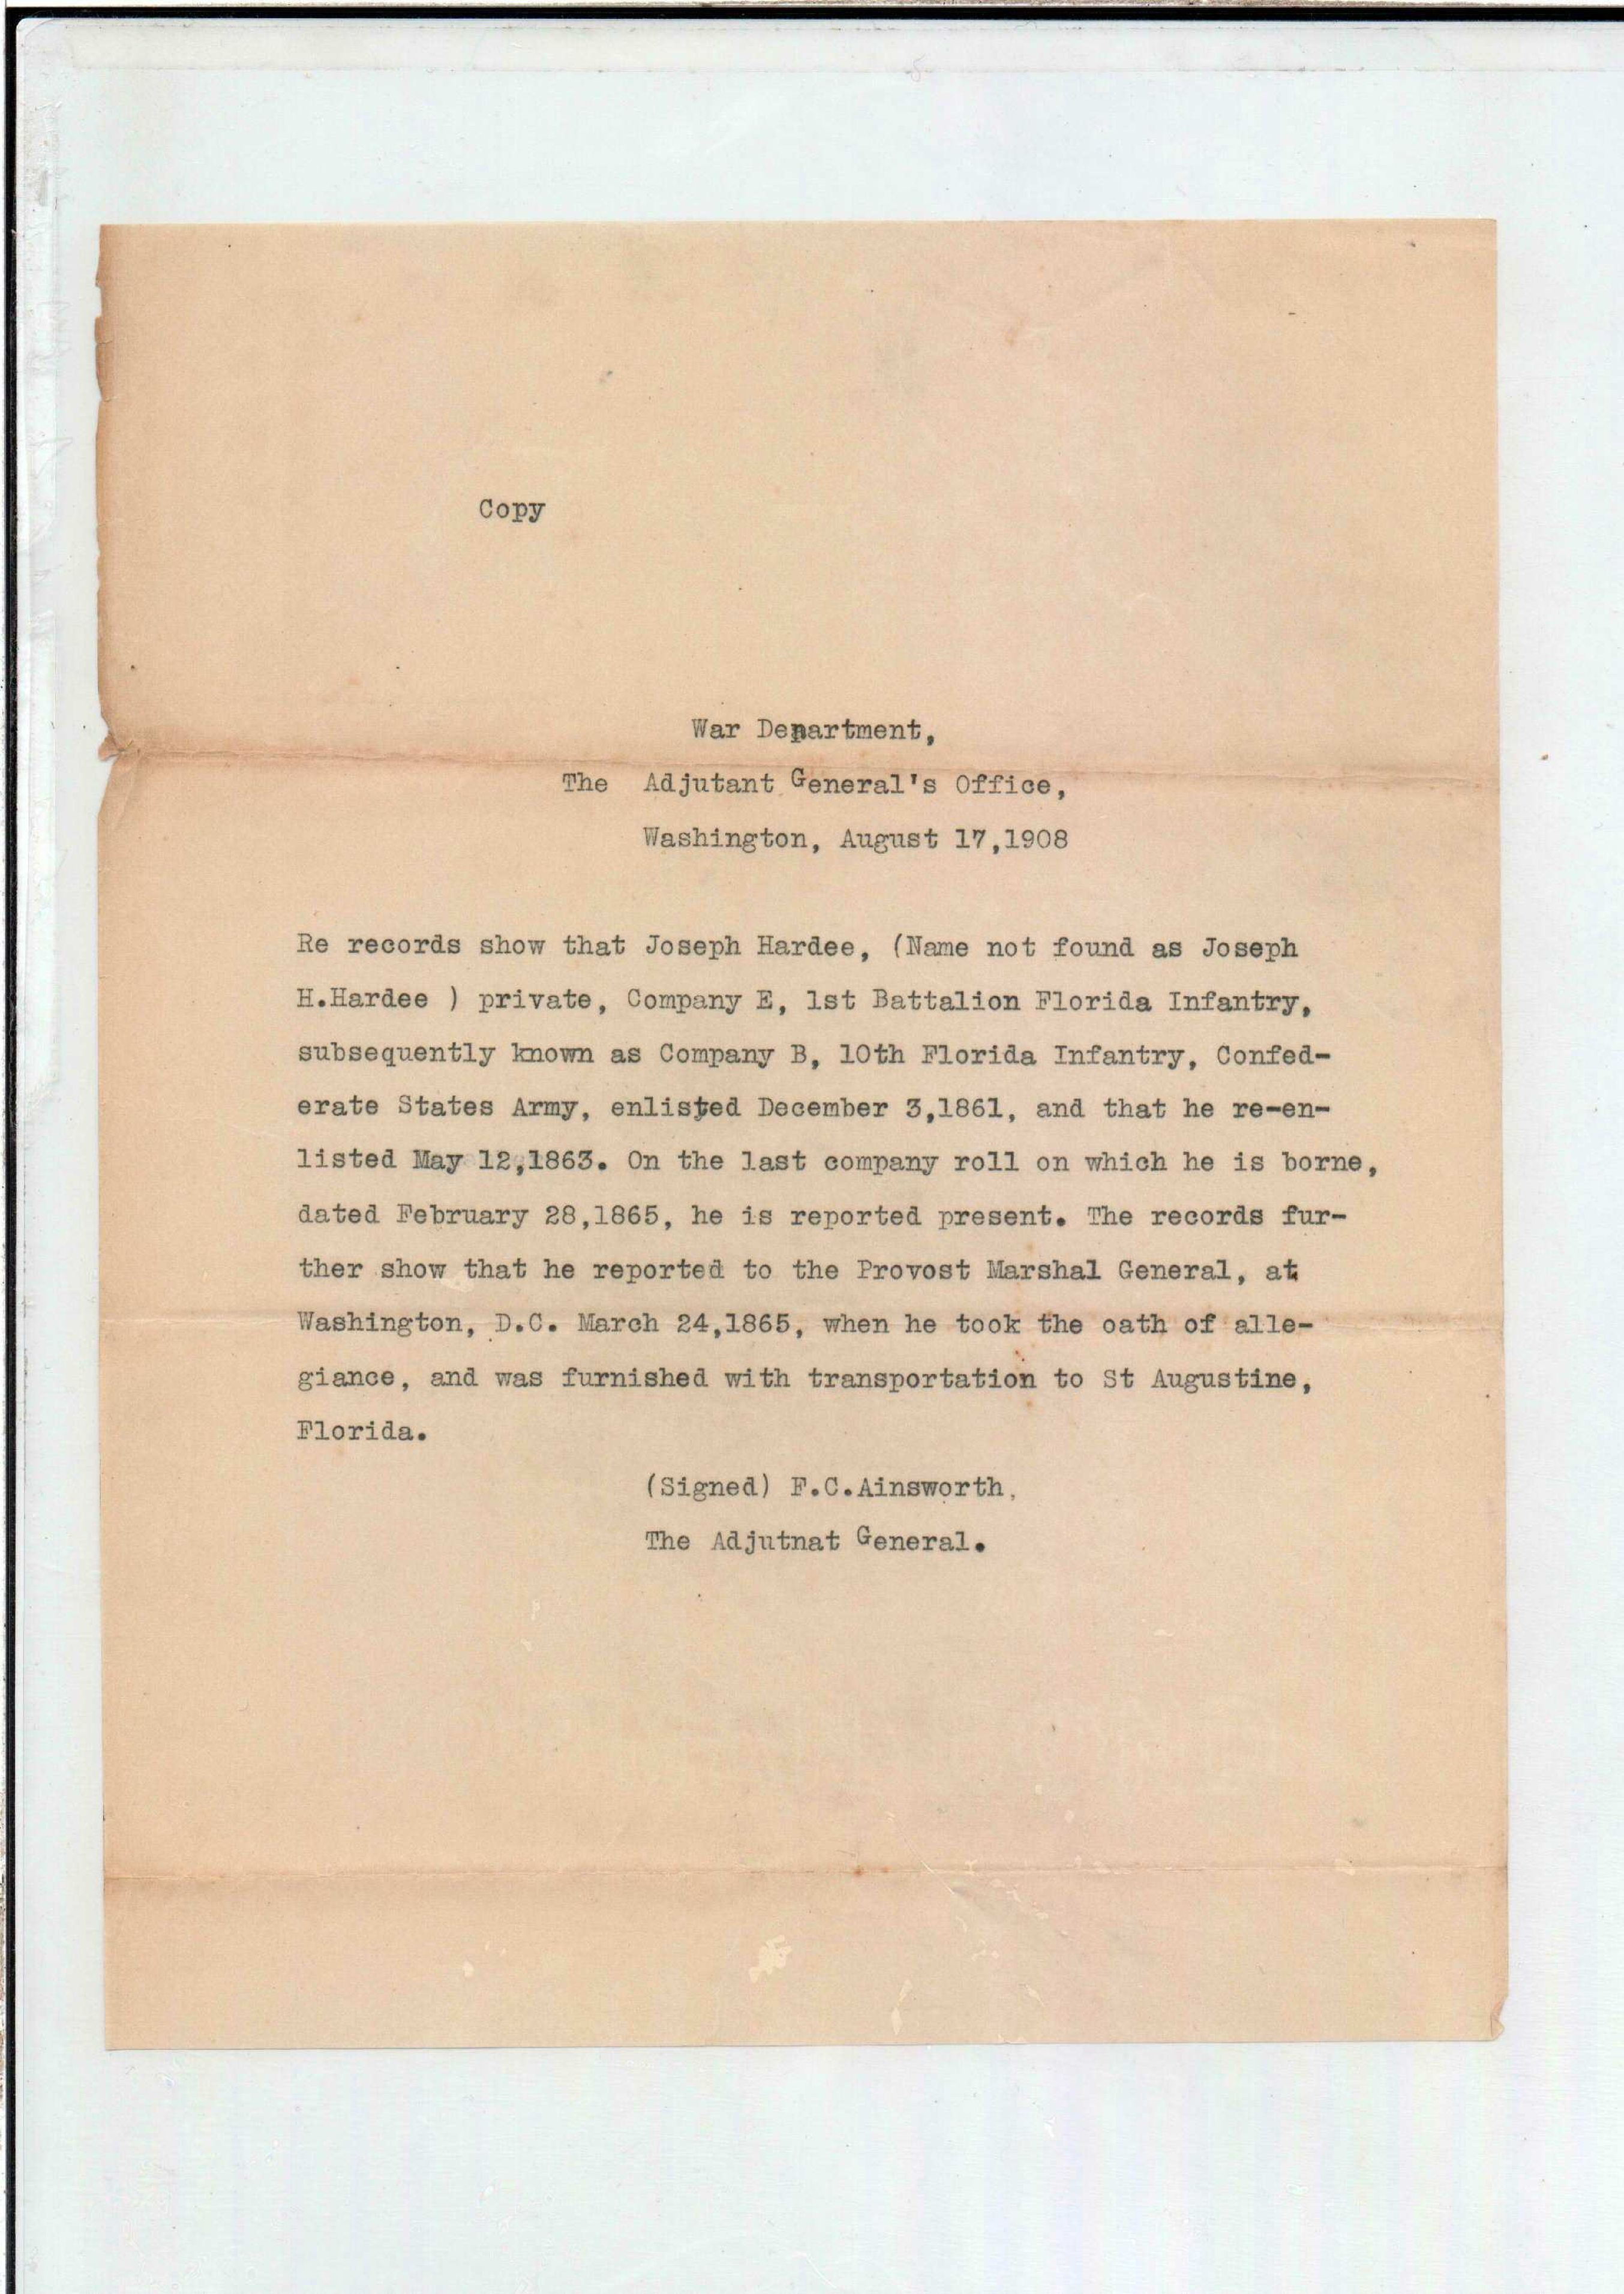 Copy
War Department,
The Adjutant General's Office,
Washington, August 17,1908
Re records show that Joseph Hardee, (Name not found as Joseph
H.Hardee ) private, Company E, 1st Battalion Florida Infantry,
subsequently known as Company B, 10th Florida Infantry, Confed-
erate States Army, enlisted December 3,1861, and that he re-en-
listed May 12,1863. On the last company roll on which he is borne,
dated February 28,1865, he is reported present. The records fur-
ther show that he reported to the Provost Marshal General, at
Washington, D.C. March 24,1865, when he took the oath of alle-
giance, and was furnished with transportation to St Augustine,
Florida.
(Signed) F.C.Ainsworth,
The Adjutnat General.